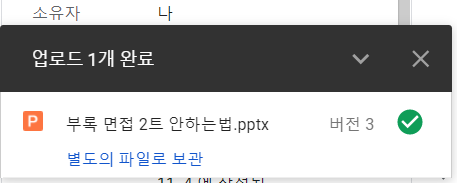 소유자 나
업로드 1개 완료
P 부록 면접 2트 안하는법.pptx 버전 3
별도의 파일로 보관